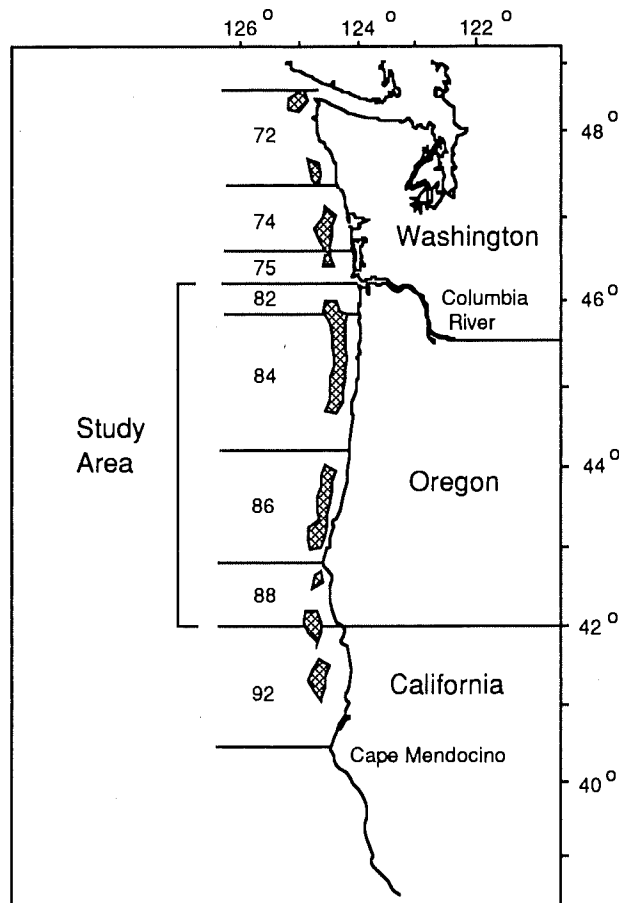 126° 124° 122°
72
48°
74
Washington
75
82
Columbia
River
46°
84
Study
Area
44°
Oregon
86
88
42°
92
California
Cape Mendocino
40°